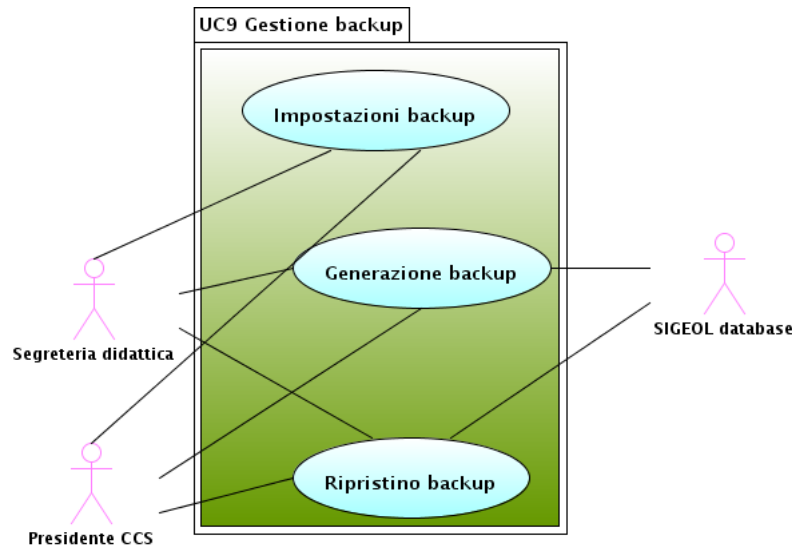 UC9 Gestione backup
Impostazioni backup
Generazione backup
Segreteria didattica
SIGEOL database
Ripristino backup
Presidente CCS